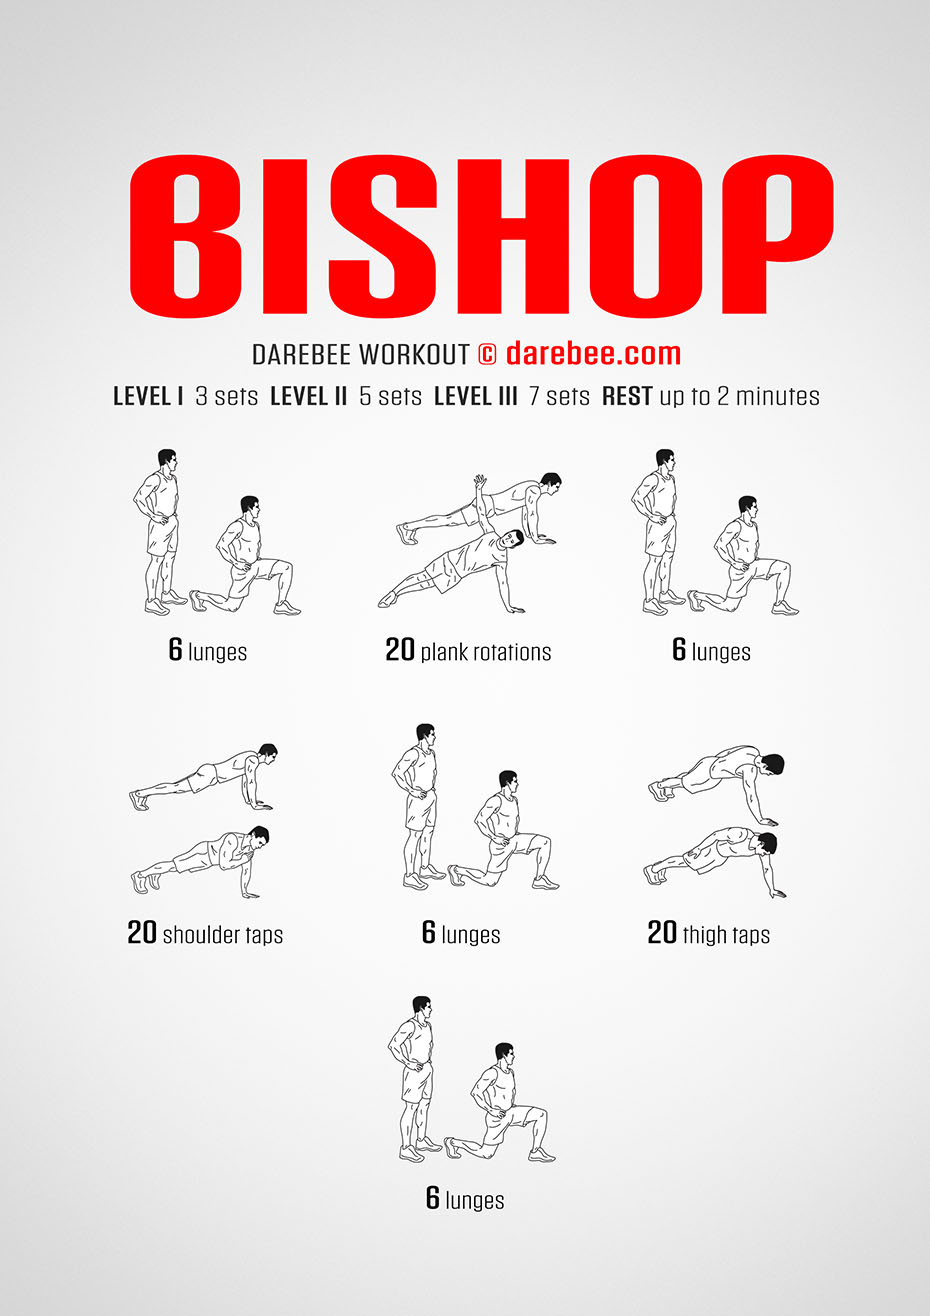 BISHOP
DAREBEE WORKOUT © darebee.com
LEVEL I 3 sets LEVEL II 5 sets LEVEL III 7 sets REST up to 2 minutes
6 lunges
20 plank rotations
6 lunges
20 shoulder taps
6 lunges
20 thigh taps
6 lunges